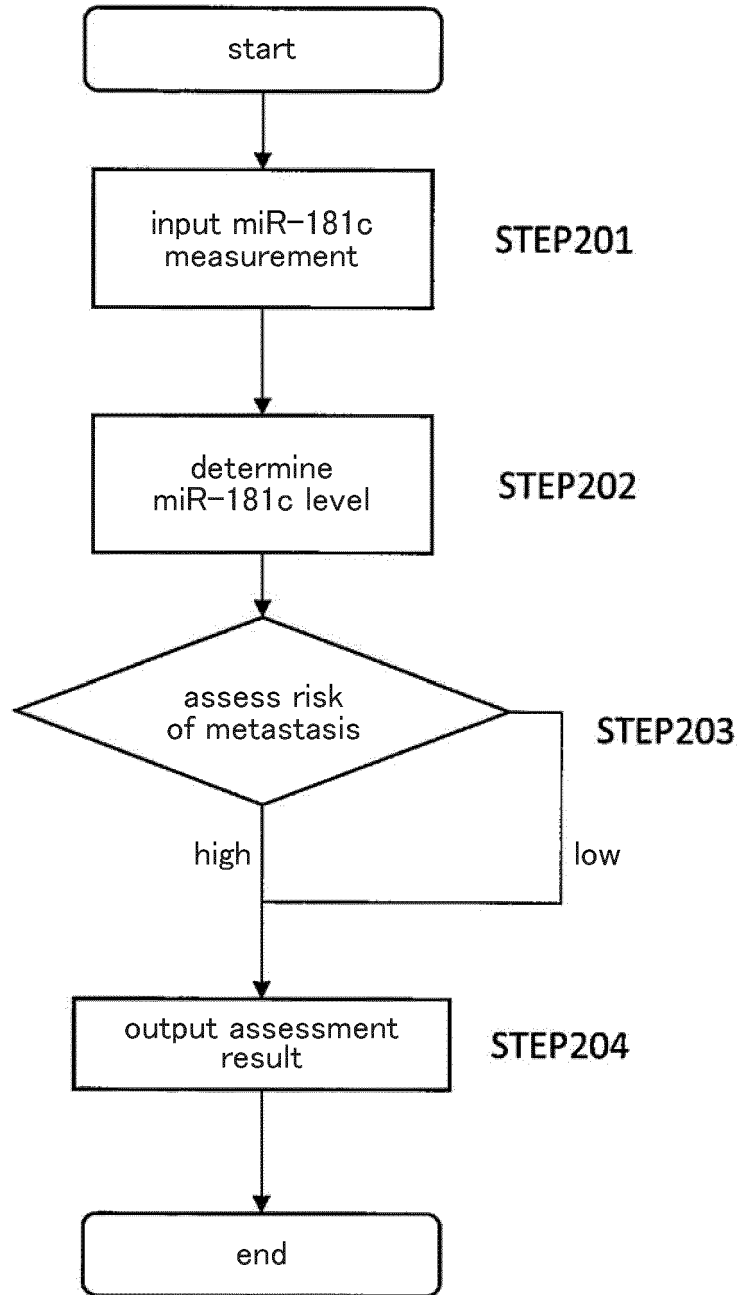 start
input miR-181c
measurement
STEP201
determine
miR-181c level
STEP202
assess risk
of metastasis
STEP203
high
low
output assessment
result
STEP204
end